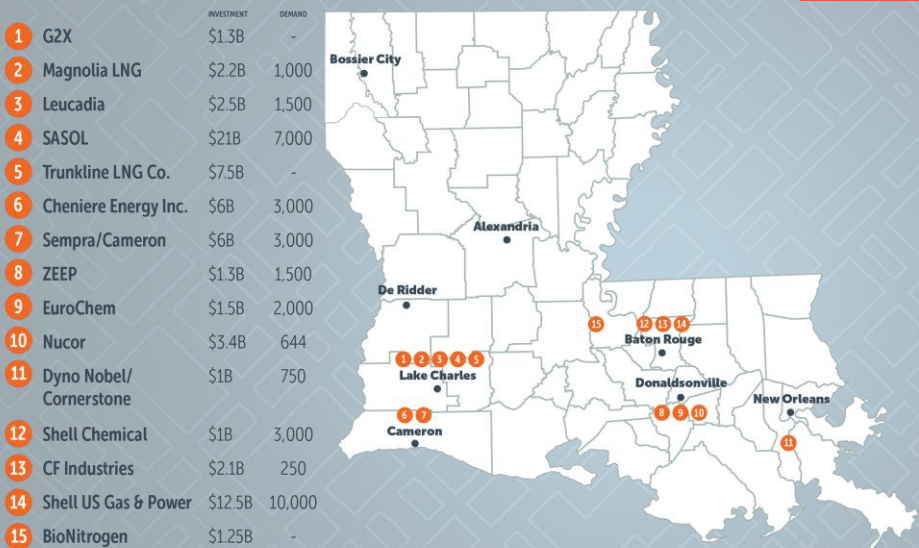 INVESTMENT DEMAND
1 G2X $1.3B -
2 Magnolia LNG $2.2B 1,000
3 Leucadia $2.5B 1,500
4 SASOL $21B 7,000
5 Trunkline LNG Co. $7.5B -
6 Cheniere Energy Inc. $6B 3,000
7 Sempra/Cameron $6B 3,000
8 ZEEP $1.3B 1,500
9 EuroChem $1.5B 2,000
10 Nucor $3.4B 644
11 Dyno Nobel/ $1B 750
Cornerstone
12 Shell Chemical $1B 3,000
13 CF Industries $2.1B 250
14 Shell US Gas & Power $12.5B 10,000
15 BioNitrogen $1.25B -
Bossier City
Alexandria
De Ridder
15 12 13 14
Baton Rouge
1 2 3 4 5
Lake Charles
Donaldsonville
New Orleans
6 7
8 9 10
Cameron
11